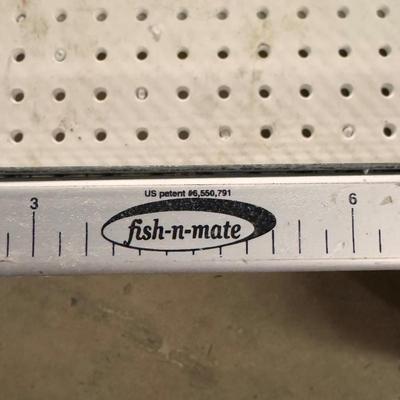 US patent #6,550,791
3
6
fish-n-mate